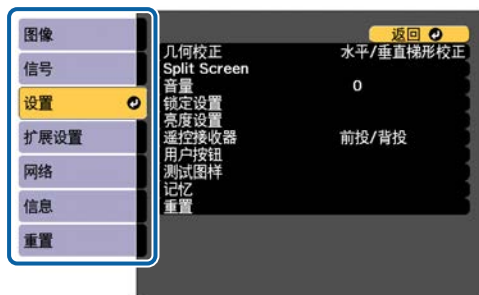 图像
信号
设置
扩展设置
网络
信息
重置
返回
几何校正 水平/垂直梯形校正
Split Screen
音量 0
锁定设置
亮度设置
遥控接收器 前投/背投
用户按钮
测试图样
记忆
重置